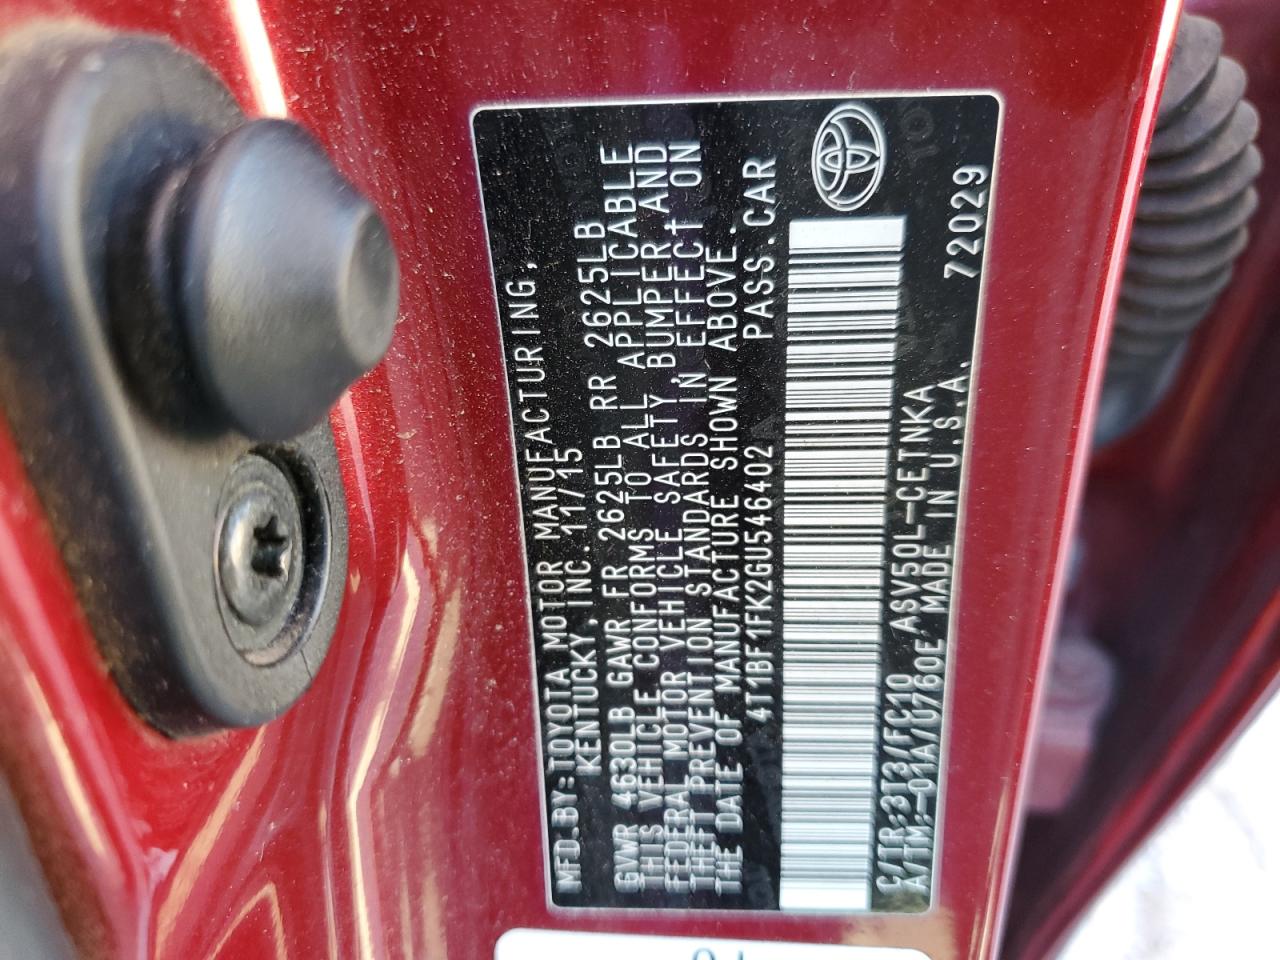 MFD.BY:TOYOTA MOTOR MANUFACTURING,
KENTUCKY, INC. 11/15
GVWR 4630LB GAWR FR 2625LB RR 2625LB
THIS VEHICLE CONFORMS TO ALL APPLICABLE
FEDERAL MOTOR VEHICLE SAFETY, BUMPER, AND
THEFT PREVENTION STANDARDS IN EFFECT ON
THE DATE OF MANUFACTURE SHOWN ABOVE.
4T1BF1FK2GU546402 PASS.CAR
C/TR:3T3/FC10 ASV50L-CETNKA
A/TM:-01A/U760E MADE IN U.S.A. 72029